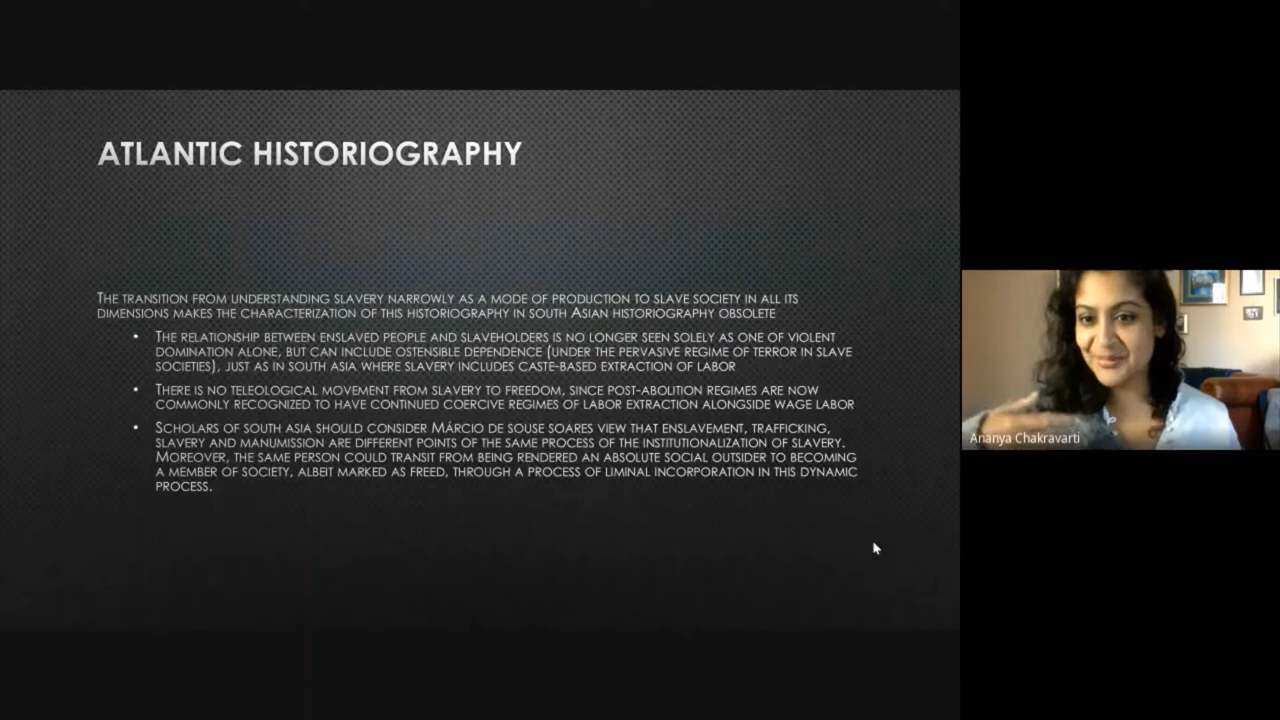 ATLANTIC HISTORIOGRAPHY
THE TRANSITION FROM UNDERSTANDING SLAVERY NARROWLY AS A MODE OF PRODUCTION TO SLAVE SOCIETY IN ALL ITS
DIMENSIONS MAKES THE CHARACTERIZATION OF THIS HISTORIOGRAPHY IN SOUTH ASIAN HISTORIOGRAPHY OBSOLETE
• THE RELATIONSHIP BETWEEN ENSLAVED PEOPLE AND SLAVEHOLDERS IS NO LONGER SEEN SOLELY AS ONE OF VIOLENT
DOMINATION ALONE, BUT CAN INCLUDE OSTENSIBLE DEPENDENCE (UNDER THE PERVASIVE REGIME OF TERROR IN SLAVE
SOCIETIES), JUST AS IN SOUTH ASIA WHERE SLAVERY INCLUDES CASTE-BASED EXTRACTION OF LABOR
• THERE IS NO TELEOLOGICAL MOVEMENT FROM SLAVERY TO FREEDOM, SINCE POST-ABOLITION REGIMES ARE NOW
COMMONLY RECOGNIZED TO HAVE CONTINUED COERCIVE REGIMES OF LABOR EXTRACTION ALONGSIDE WAGE LABOR
• SCHOLARS OF SOUTH ASIA SHOULD CONSIDER MÁRCIO DE SOUSE SOARES VIEW THAT ENSLAVEMENT, TRAFFICKING,
SLAVERY AND MANUMISSION ARE DIFFERENT POINTS OF THE SAME PROCESS OF THE INSTITUTIONALIZATION OF SLAVERY.
MOREOVER, THE SAME PERSON COULD TRANSIT FROM BEING RENDERED AN ABSOLUTE SOCIAL OUTSIDER TO BECOMING
A MEMBER OF SOCIETY, ALBEIT MARKED AS FREED, THROUGH A PROCESS OF LIMINAL INCORPORATION IN THIS DYNAMIC
PROCESS.
Ananya Chakravarti